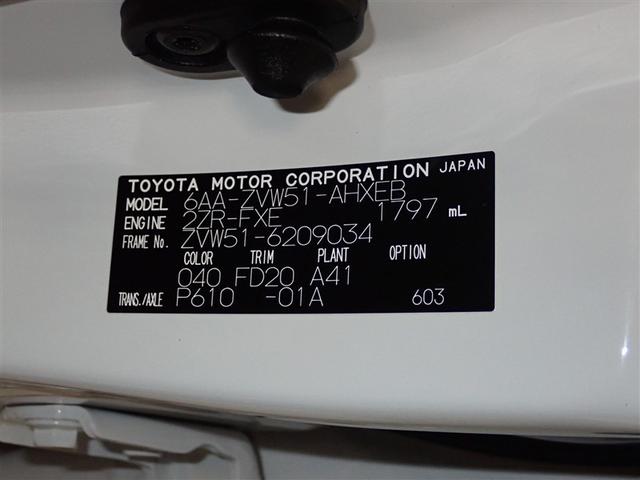 TOYOTA MOTOR CORPORATION JAPAN
MODEL 6AA-ZVW51-AHXEB
ENGINE 2ZR-FXE 1797 mL
FRAME No. ZVW51-6209034
COLOR TRIM PLANT OPTION
040 FD20 A41
TRANS./AXLE P610 -01A 603